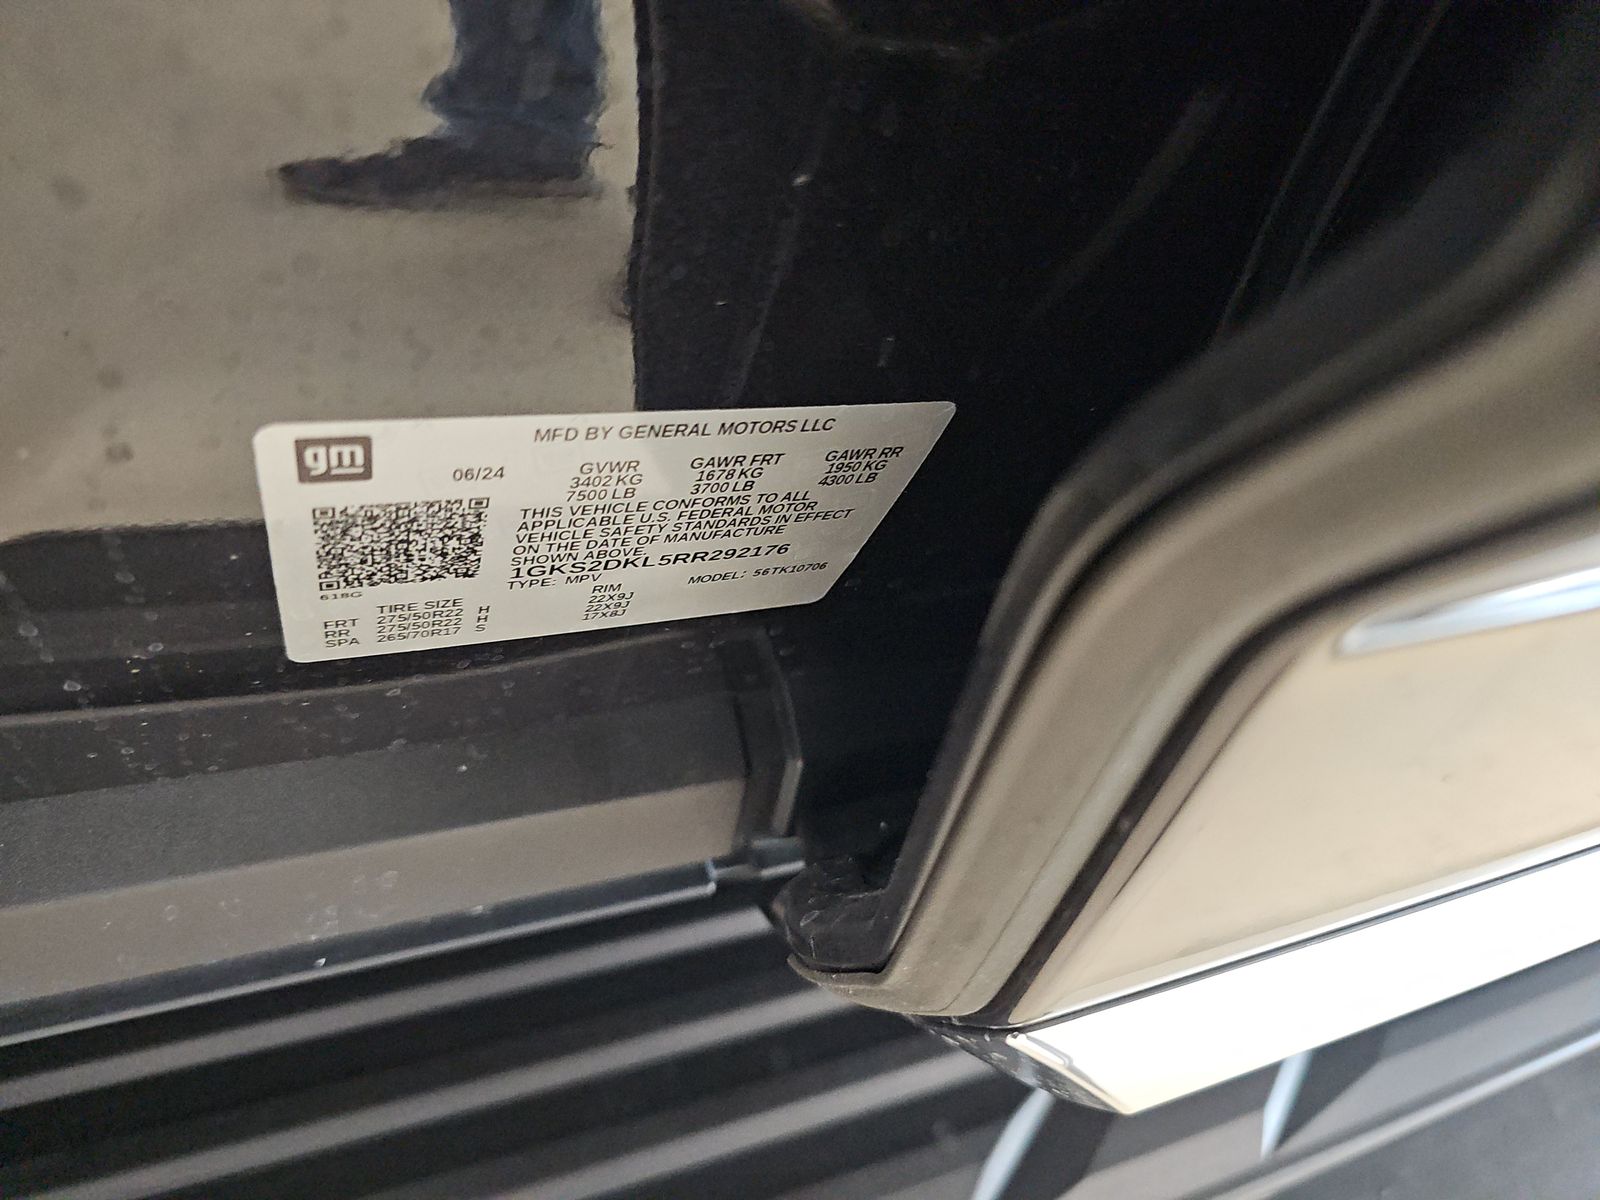 gm
MFD BY GENERAL MOTORS LLC
06/24
GVWR GAWR FRT GAWR RR
3402 KG 1678 KG 1950 KG
7500 LB 3700 LB 4300 LB
THIS VEHICLE CONFORMS TO ALL
APPLICABLE U.S. FEDERAL MOTOR
VEHICLE SAFETY STANDARDS IN EFFECT
ON THE DATE OF MANUFACTURE
SHOWN ABOVE.
1GKS2DKL5RR292176
TYPE: MPV MODEL: 56TK10706
618G
TIRE SIZE RIM
FRT 275/50R22 H 22X9J
RR 275/50R22 H 22X9J
SPA 265/70R17 S 17X8J